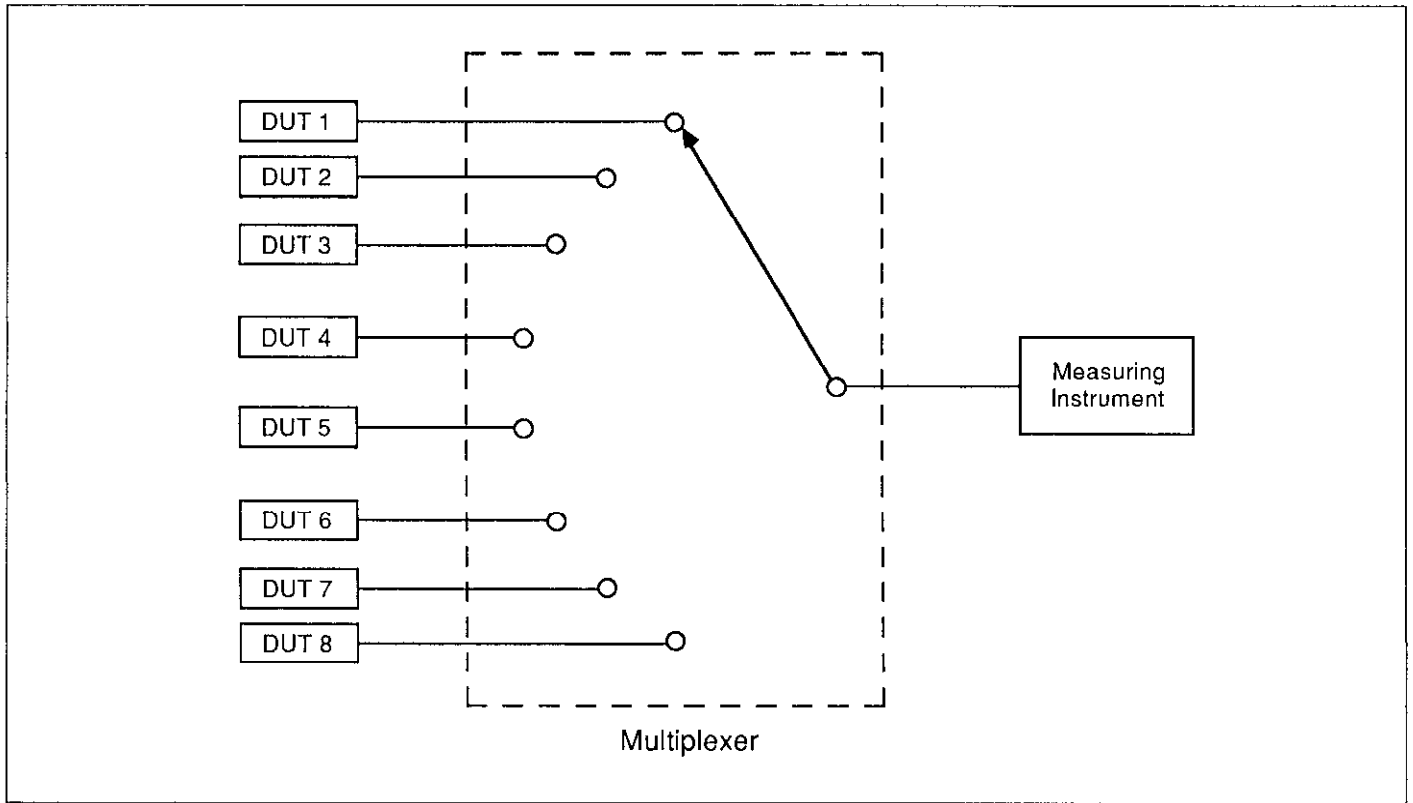 DUT 1
DUT 2
DUT 3
DUT 4
DUT 5
DUT 6
DUT 7
DUT 8
Measuring
Instrument
Multiplexer